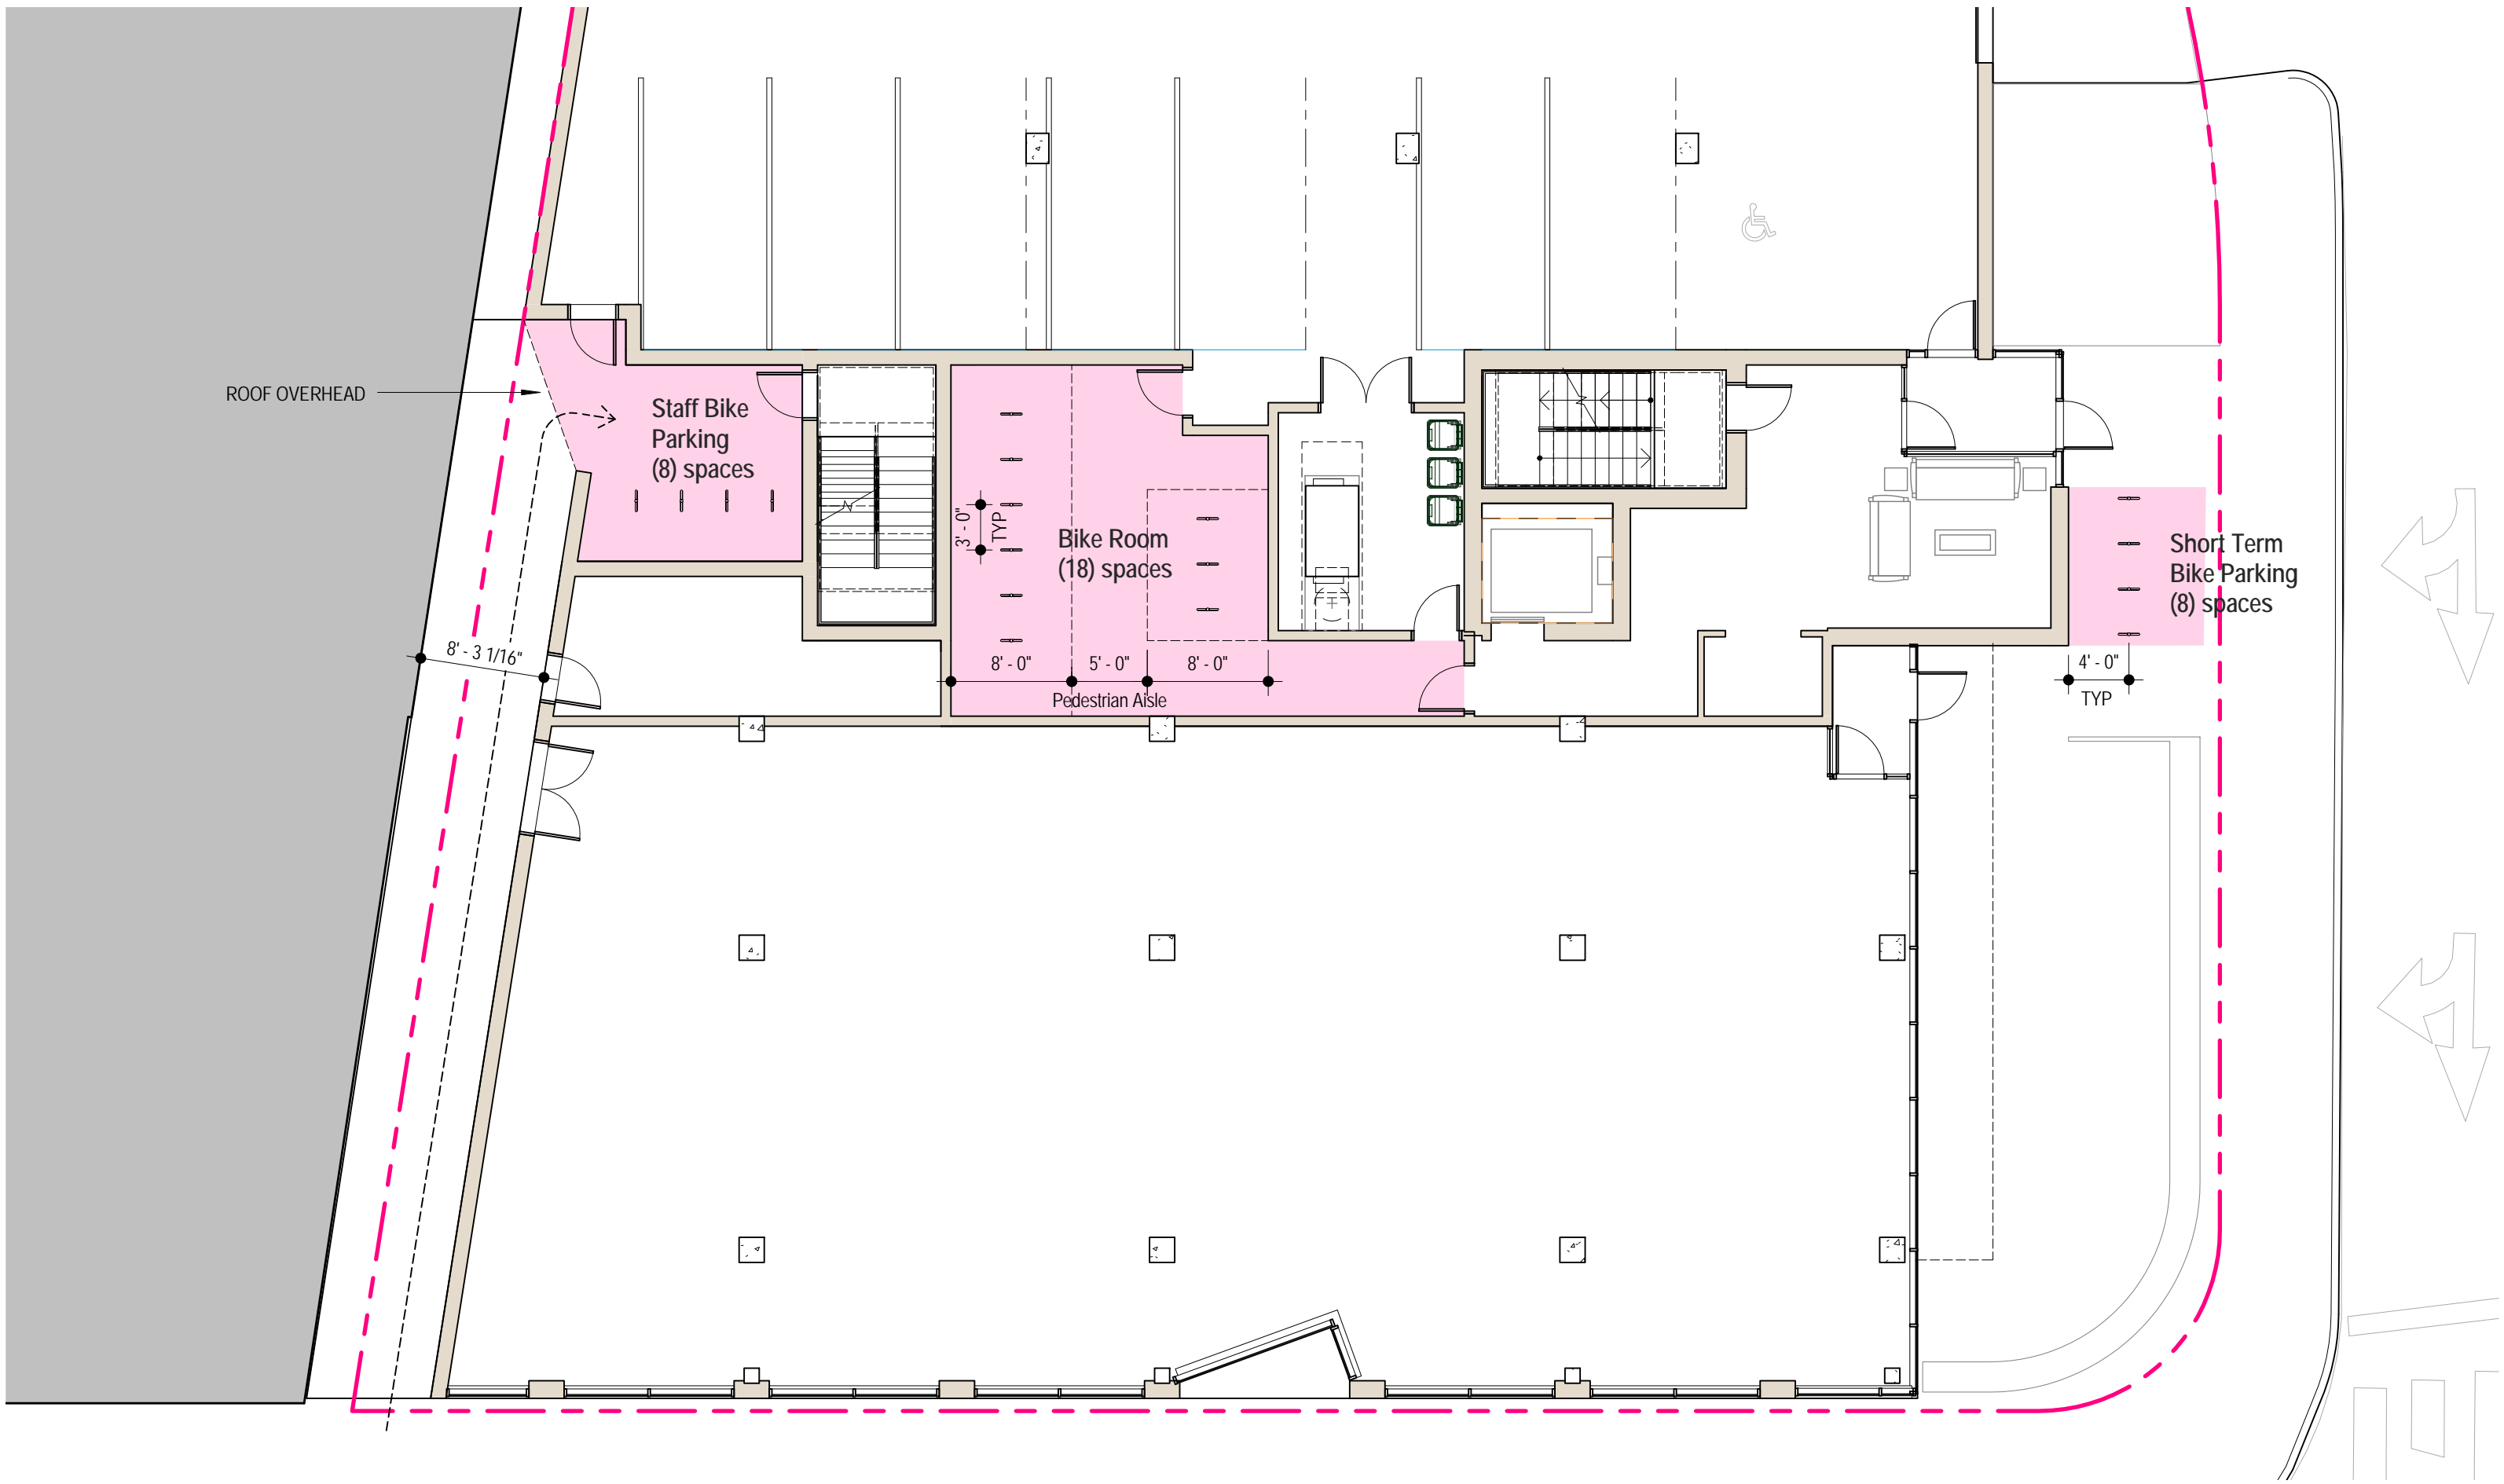 ROOF OVERHEAD
Staff Bike
Parking
(8) spaces
3' - 0"
TYP
Bike Room
(18) spaces
Short Term
Bike Parking
(8) spaces
8' - 3 1/16"
8' - 0"
5' - 0"
8' - 0"
Pedestrian Aisle
4' - 0"
TYP